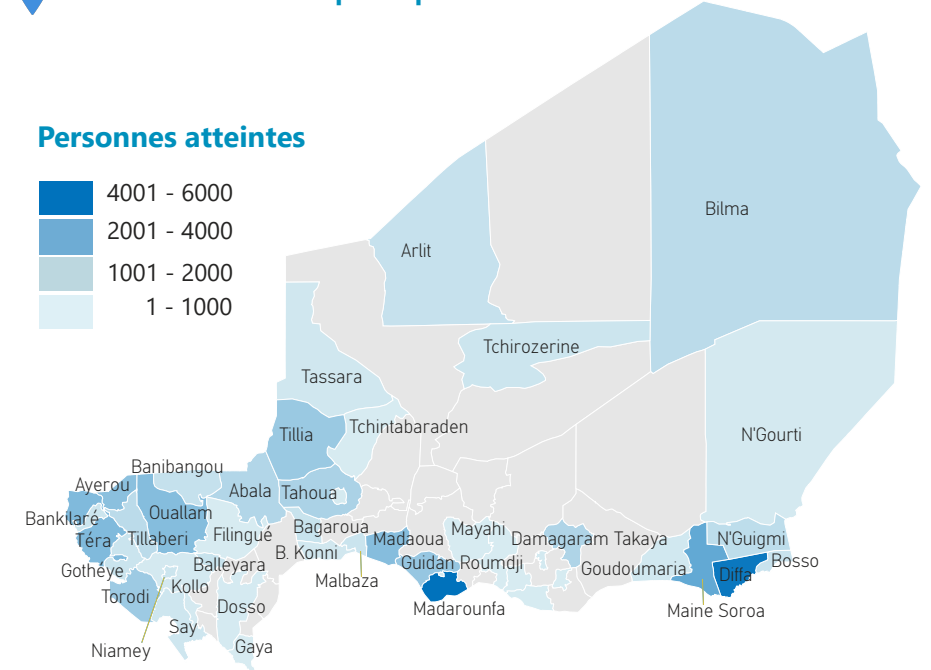 Personnes atteintes
4001 - 6000
2001 - 4000
1001 - 2000
1 - 1000
Bilma
Arlit
Tchirozerine
Tassara
Tchintabaraden
Tillia
N'Gourti
Banibangou
Ayerou
Abala
Tahoua
Bankilaré
Ouallam
Téra
Tillaberi
Filingué
Bagaroua
Madaoua
Mayahi
Damagaram Takaya
N'Guigmi
B. Konni
Gothèye
Balleyara
Guidan Roumdji
Goudoumaria
Bosso
Diffa
Malbaza
Kollo
Torodi
Dosso
Madarounfa
Maine Soroa
Say
Niamey
Gaya